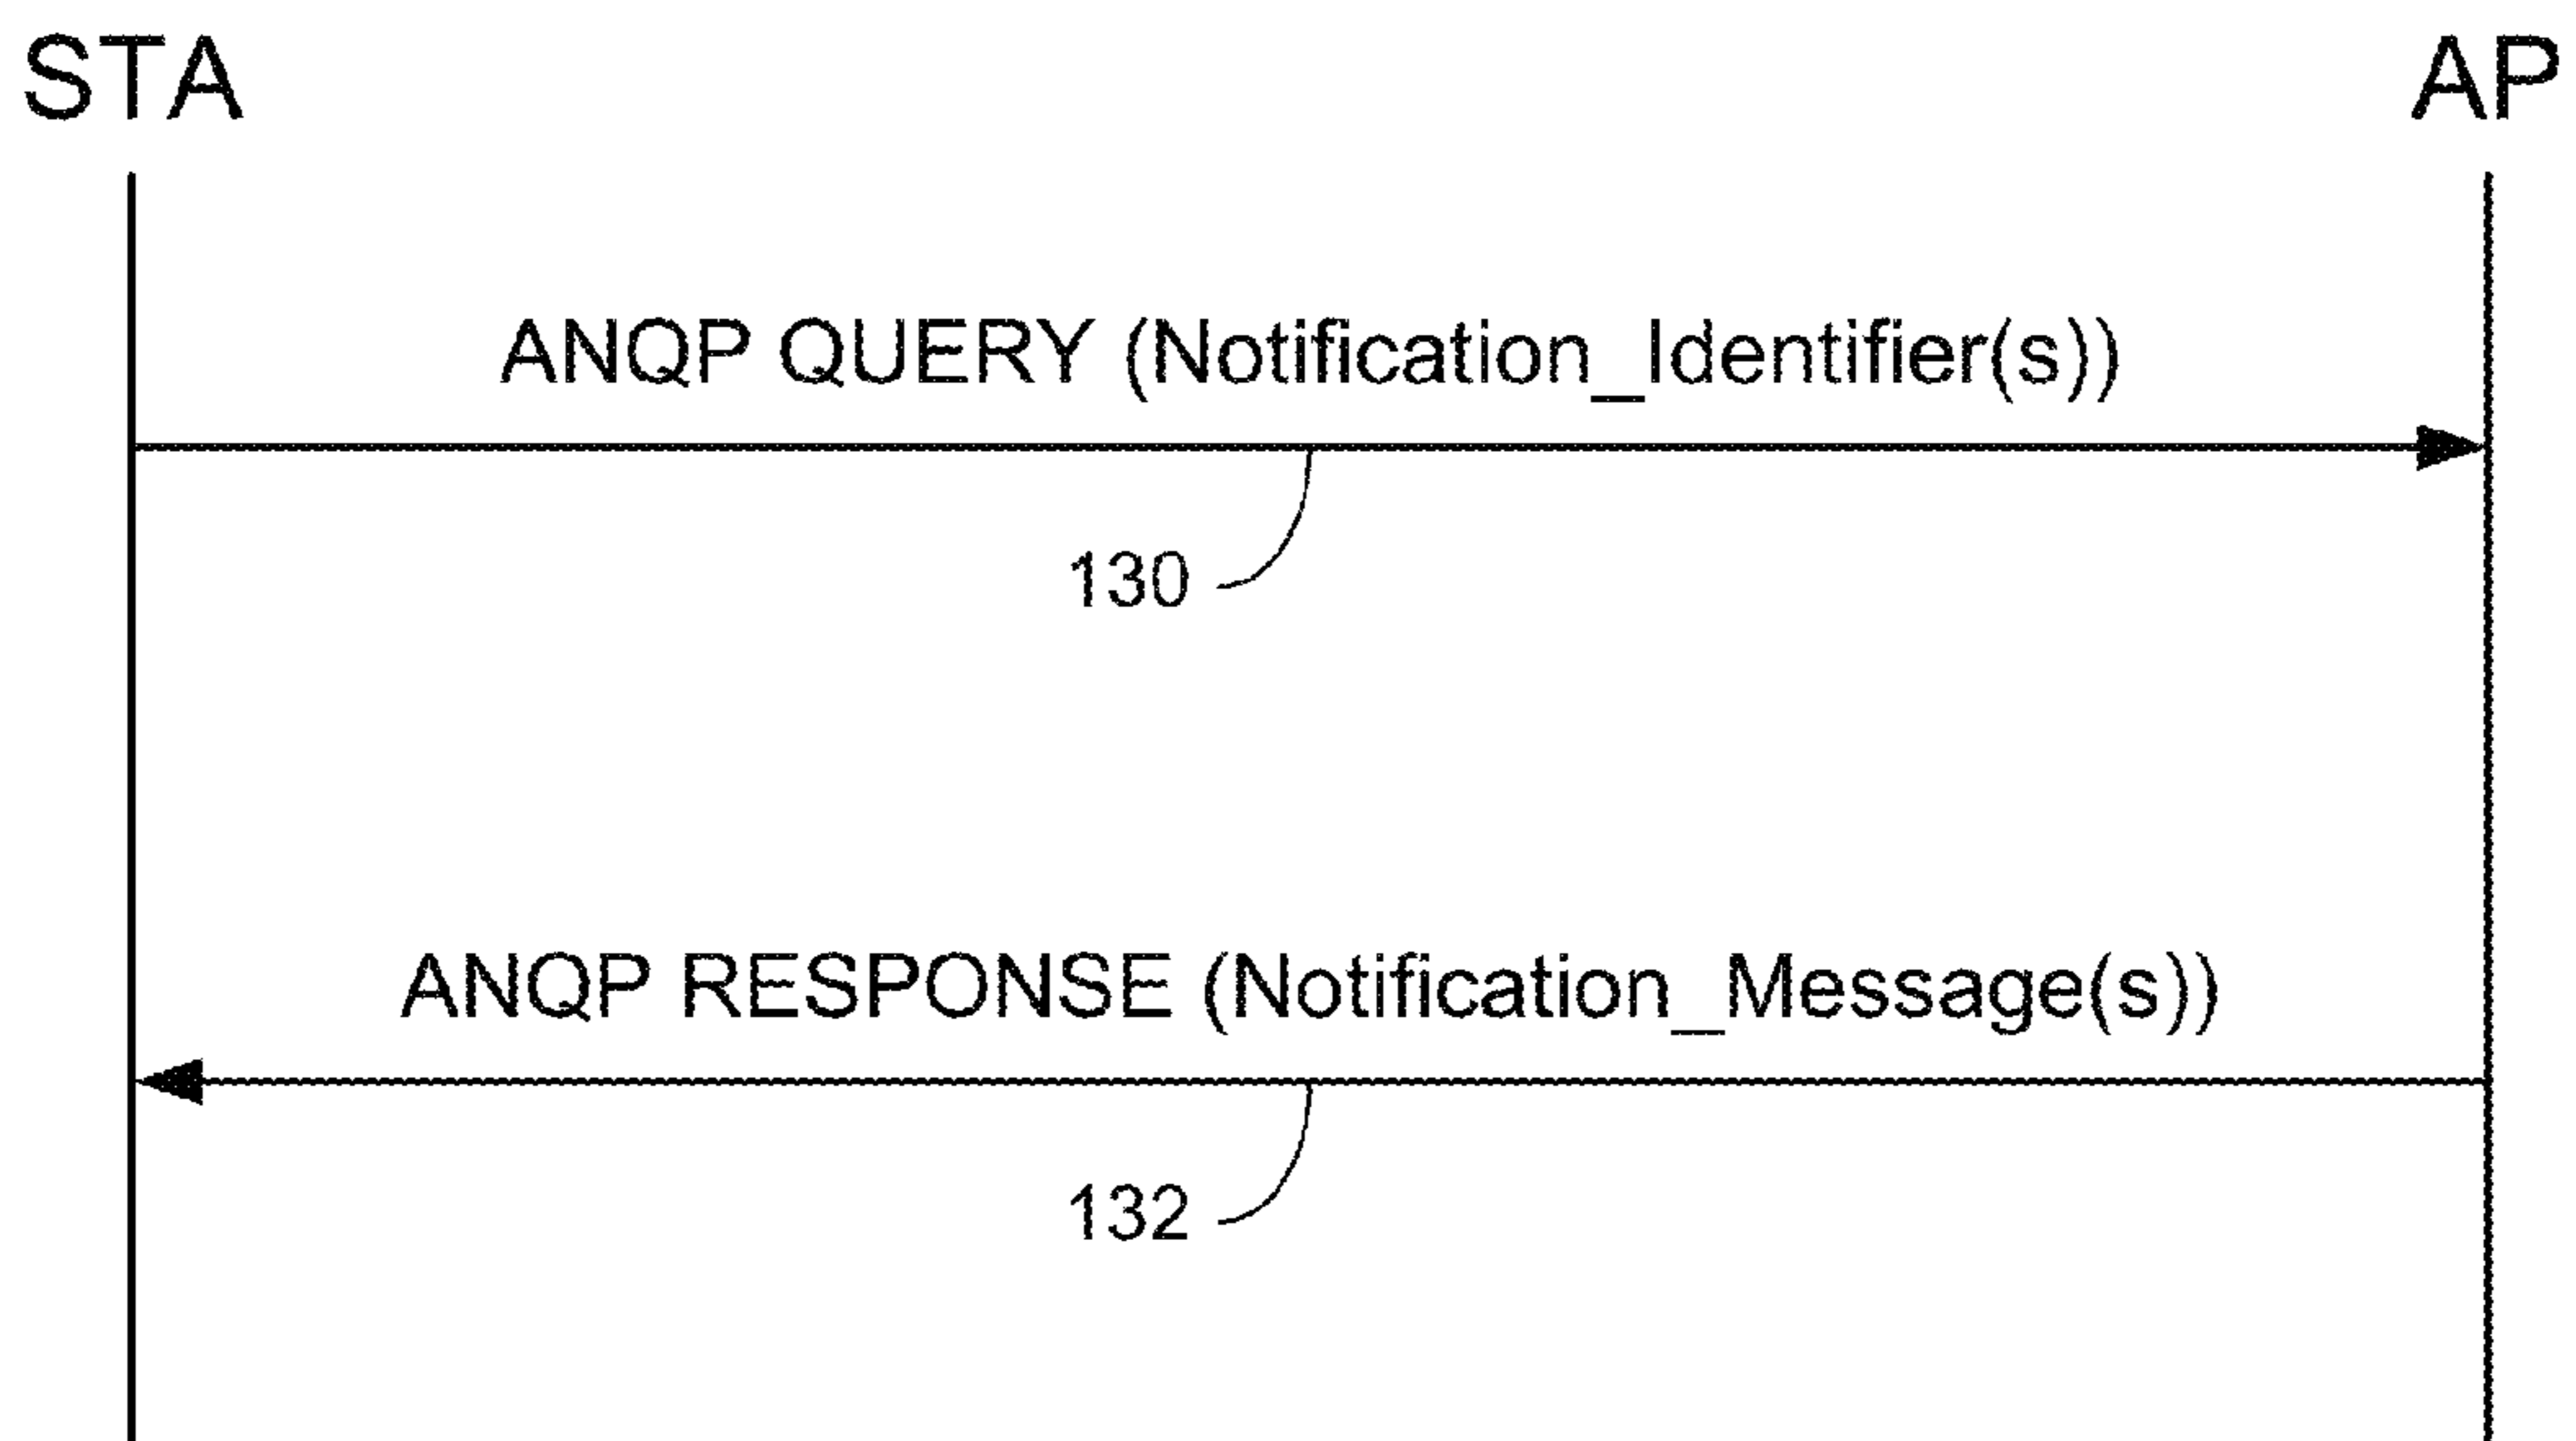 STA AP
ANQP QUERY (Notification_Identifier(s))
130
ANQP RESPONSE (Notification_Message(s))
132